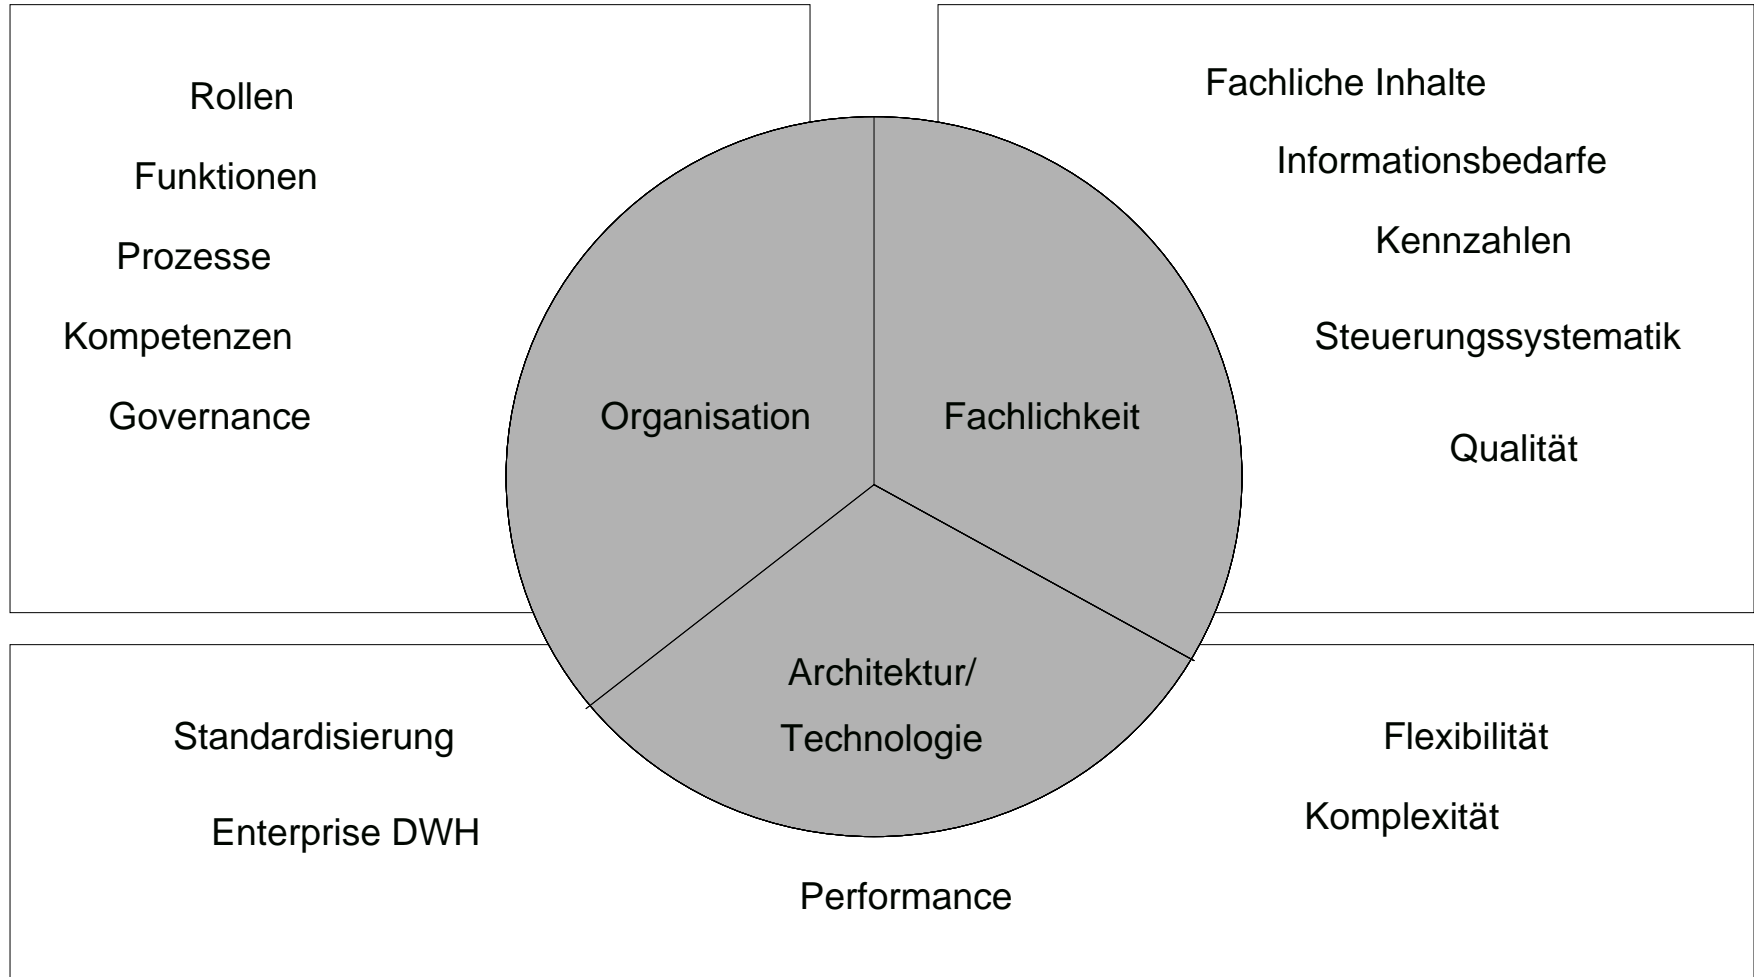 Rollen
Funktionen
Prozesse
Kompetenzen
Governance
Fachliche Inhalte
Informationsbedarfe
Kennzahlen
Steuerungssystematik
Qualität
Organisation
Fachlichkeit
Architektur/
Technologie
Standardisierung
Enterprise DWH
Performance
Flexibilität
Komplexität